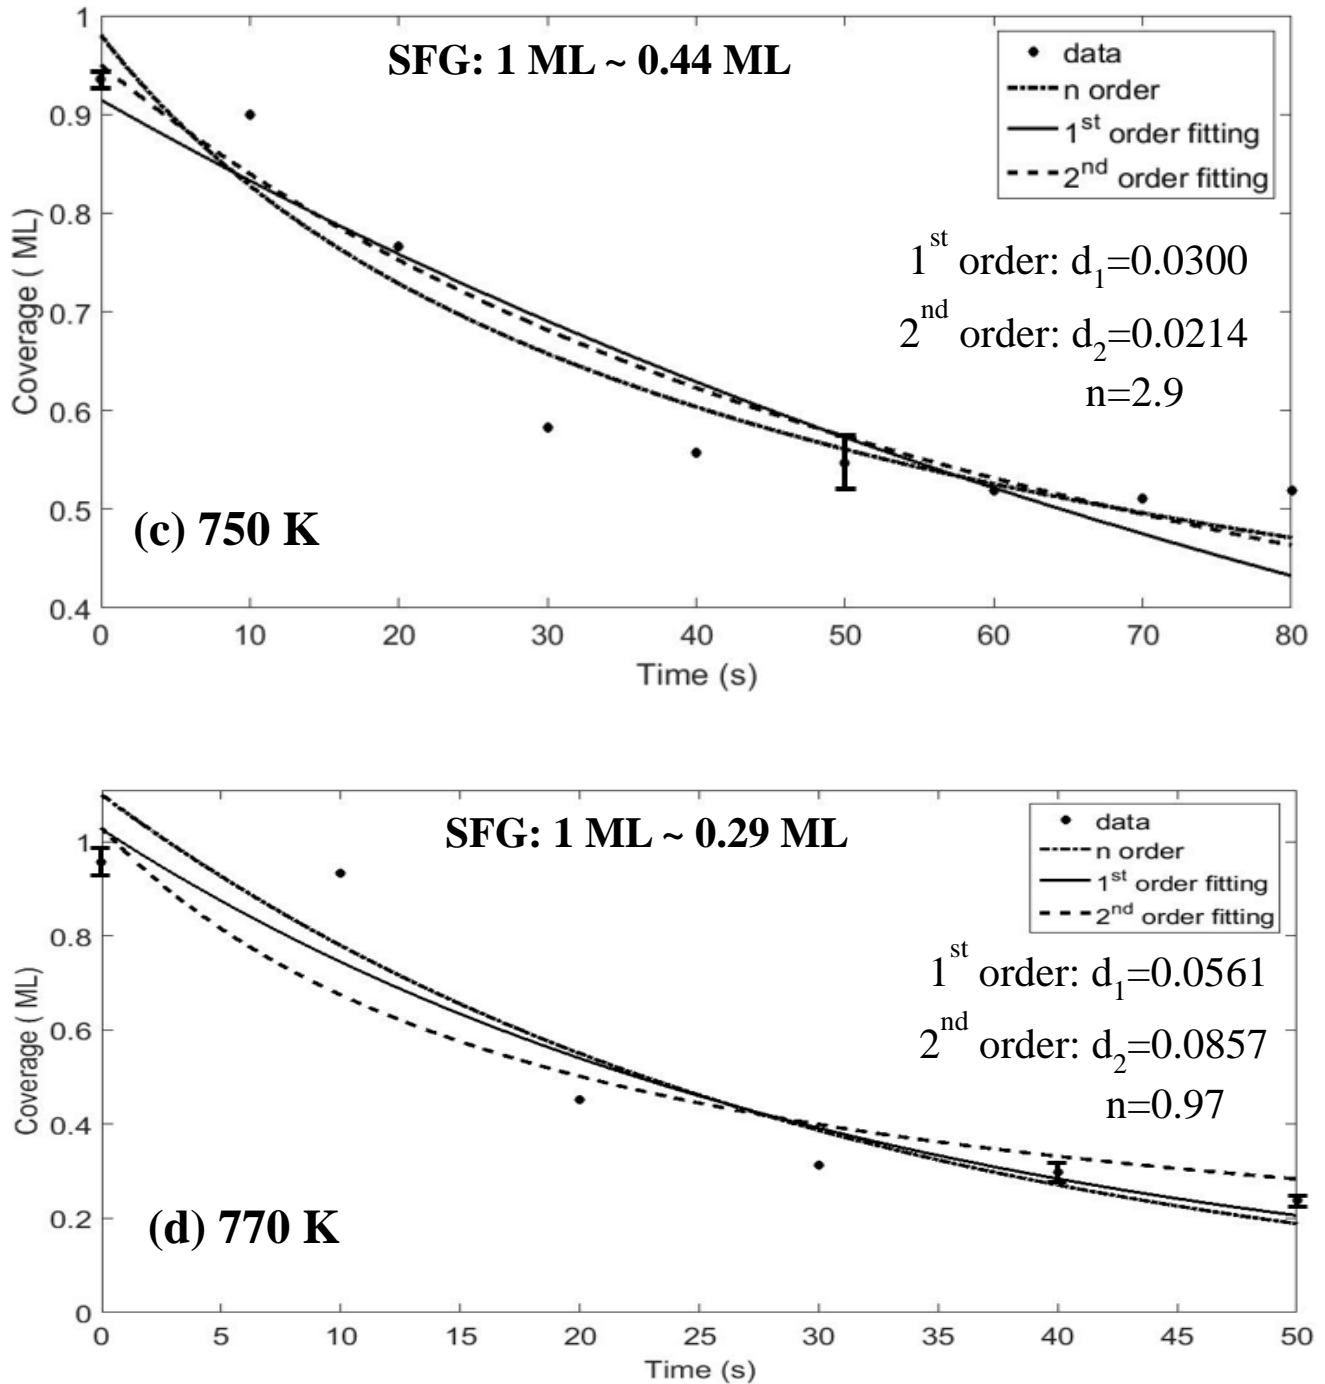 SFG: 1 ML ~ 0.44 ML
data
n order
1st order fitting
2nd order fitting
1st order: d1=0.0300
2nd order: d2=0.0214
n=2.9
(c) 750 K
Coverage ( ML)
1
0.9
0.8
0.7
0.6
0.5
0.4
0 10 20 30 40 50 60 70 80
Time (s)
SFG: 1 ML ~ 0.29 ML
data
n order
1st order fitting
2nd order fitting
1st order: d1=0.0561
2nd order: d2=0.0857
n=0.97
(d) 770 K
Coverage ( ML)
1
0.8
0.6
0.4
0.2
0
0 5 10 15 20 25 30 35 40 45 50
Time (s)